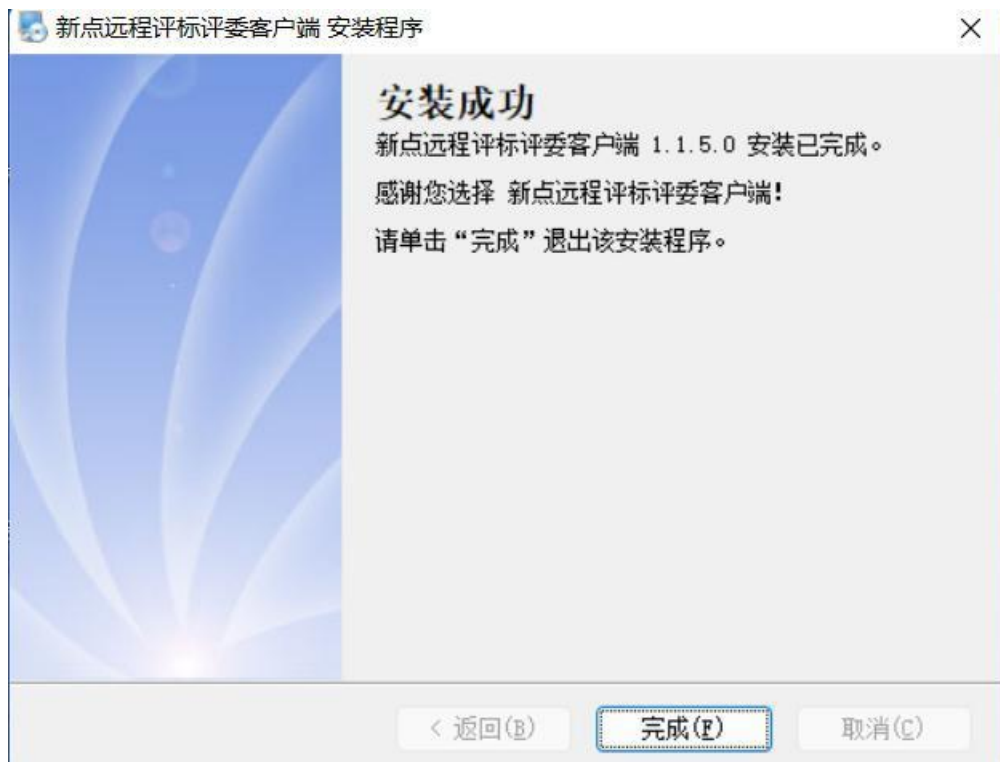 新点远程评标评委客户端 安装程序
安装成功
新点远程评标评委客户端 1.1.5.0 安装已完成。
感谢您选择 新点远程评标评委客户端!
请单击“完成”退出该安装程序。
< 返回(B) 完成(F) 取消(C)